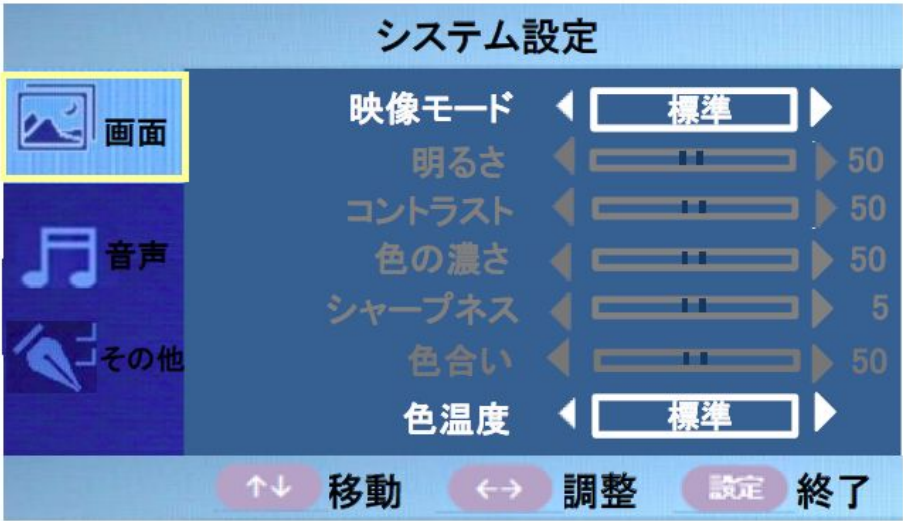 システム設定
画面
音声
その他
映像モード 標準
明るさ 50
コントラスト 50
色の濃さ 50
シャープネス 5
色合い 50
色温度 標準
↑↓ 移動 ←→ 調整 設定 終了